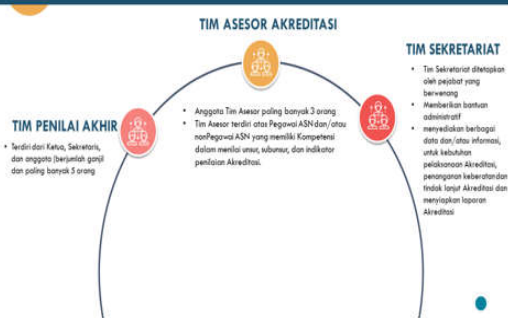 TIM ASESOR AKREDITASI
TIM SEKRETARIAT
• Tim Sekretariat ditetapkan
oleh pejabat yang
berwenang
• Memberikan bantuan
administratif
• menyediakan berbagai
data dan/atau informasi,
untuk kebutuhan
pelaksanaan Akreditasi,
penanganan keberatan dan
tindak lanjut Akreditasi dan
menyiapkan laporan
Akreditasi
• Anggota Tim Asesor paling banyak 3 orang
• Tim Asesor terdiri atas Pegawai ASN dan/atau
nonPegawai ASN yang memiliki Kompetensi
dalam menilai unsur, subunsur, dan indikator
penilaian Akreditasi.
TIM PENILAI AKHIR
• Terdiri dari Ketua, Sekretaris,
dan anggota (berjumlah ganjil
dan paling banyak 5 orang